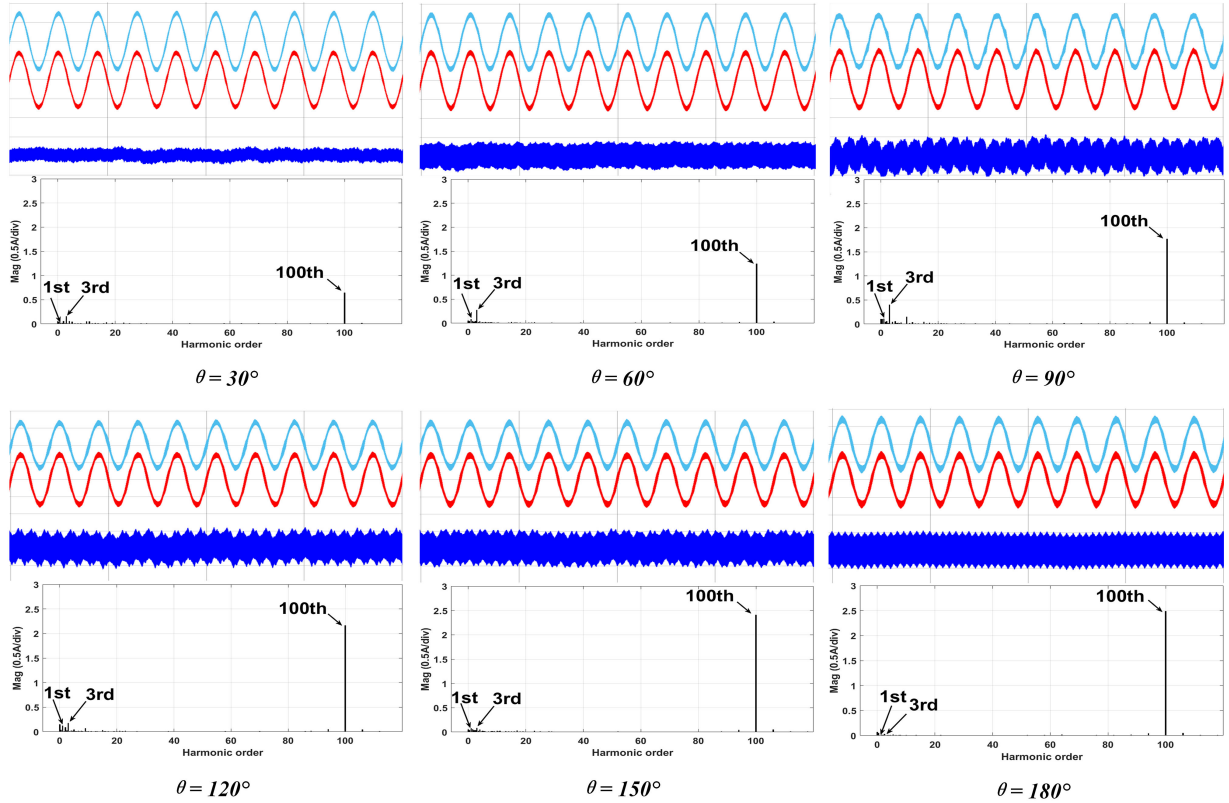 3
2.5
2
1.5
1
0.5
0
Mag (0.5A/div)
100th
1st
3rd
0 20 40 60 80 100
Harmonic order
θ = 30°
3
2.5
2
1.5
1
0.5
0
Mag (0.5A/div)
100th
1st
3rd
0 20 40 60 80 100
Harmonic order
θ = 60°
3
2.5
2
1.5
1
0.5
0
Mag (0.5A/div)
100th
1st
3rd
0 20 40 60 80 100
Harmonic order
θ = 90°
3
2.5
2
1.5
1
0.5
0
Mag (0.5A/div)
100th
1st
3rd
0 20 40 60 80 100
Harmonic order
θ = 120°
3
2.5
2
1.5
1
0.5
0
Mag (0.5A/div)
100th
1st
3rd
0 20 40 60 80 100
Harmonic order
θ = 150°
3
2.5
2
1.5
1
0.5
0
Mag (0.5A/div)
100th
1st
3rd
0 20 40 60 80 100
Harmonic order
θ = 180°